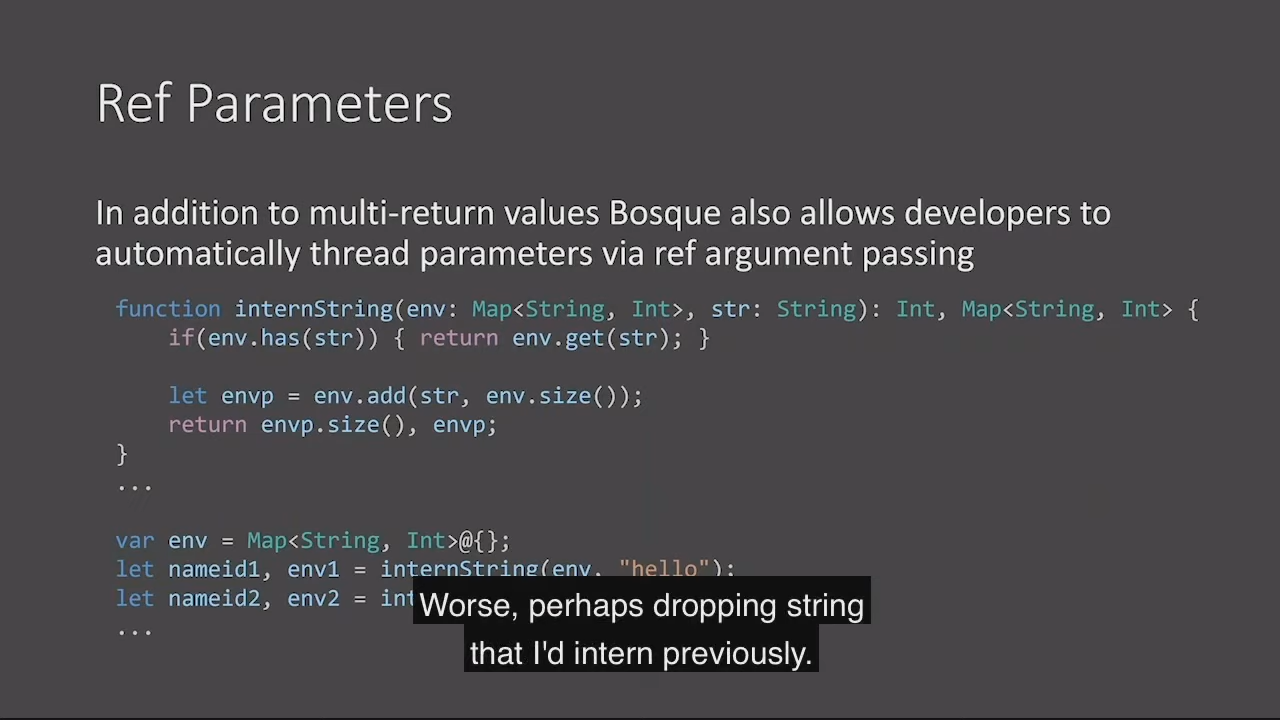 Ref Parameters
In addition to multi-return values Bosque also allows developers to
automatically thread parameters via ref argument passing
function internString(env: Map<String, Int>, str: String): Int, Map<String, Int> {
if(env.has(str)) { return env.get(str); }
let envp = env.add(str, env.size());
return envp.size(), envp;
}
...
var env = Map<String, Int>@{};
let nameid1, env1 = internString(env, "hello");
let nameid2, env2 =
...
Worse, perhaps dropping string
that I'd intern previously.